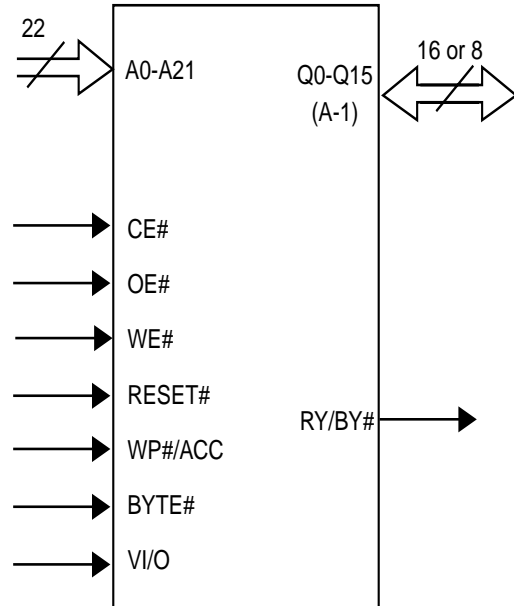 22
A0-A21
16 or 8
Q0-Q15
(A-1)
CE#
OE#
WE#
RESET#
RY/BY#
WP#/ACC
BYTE#
VI/O